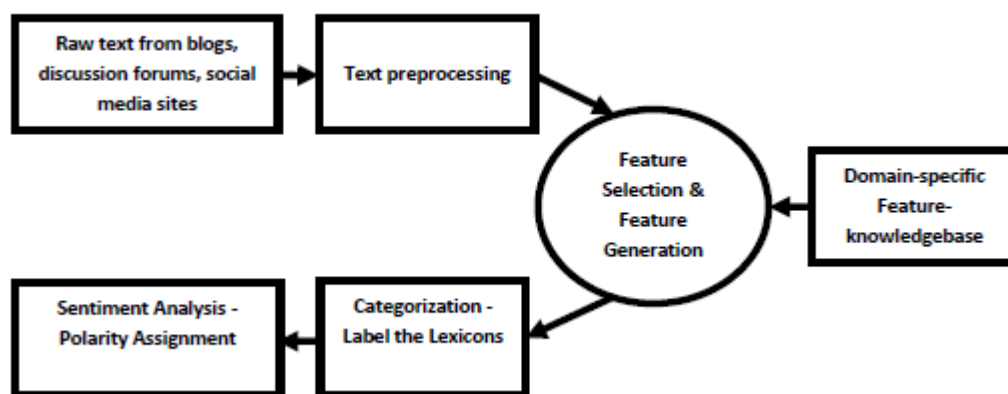 Raw text from blogs,
discussion forums, social
media sites
Text preprocessing
Feature
Selection &
Feature
Generation
Domain-specific
Feature-
knowledgebase
Categorization -
Label the Lexicons
Sentiment Analysis -
Polarity Assignment